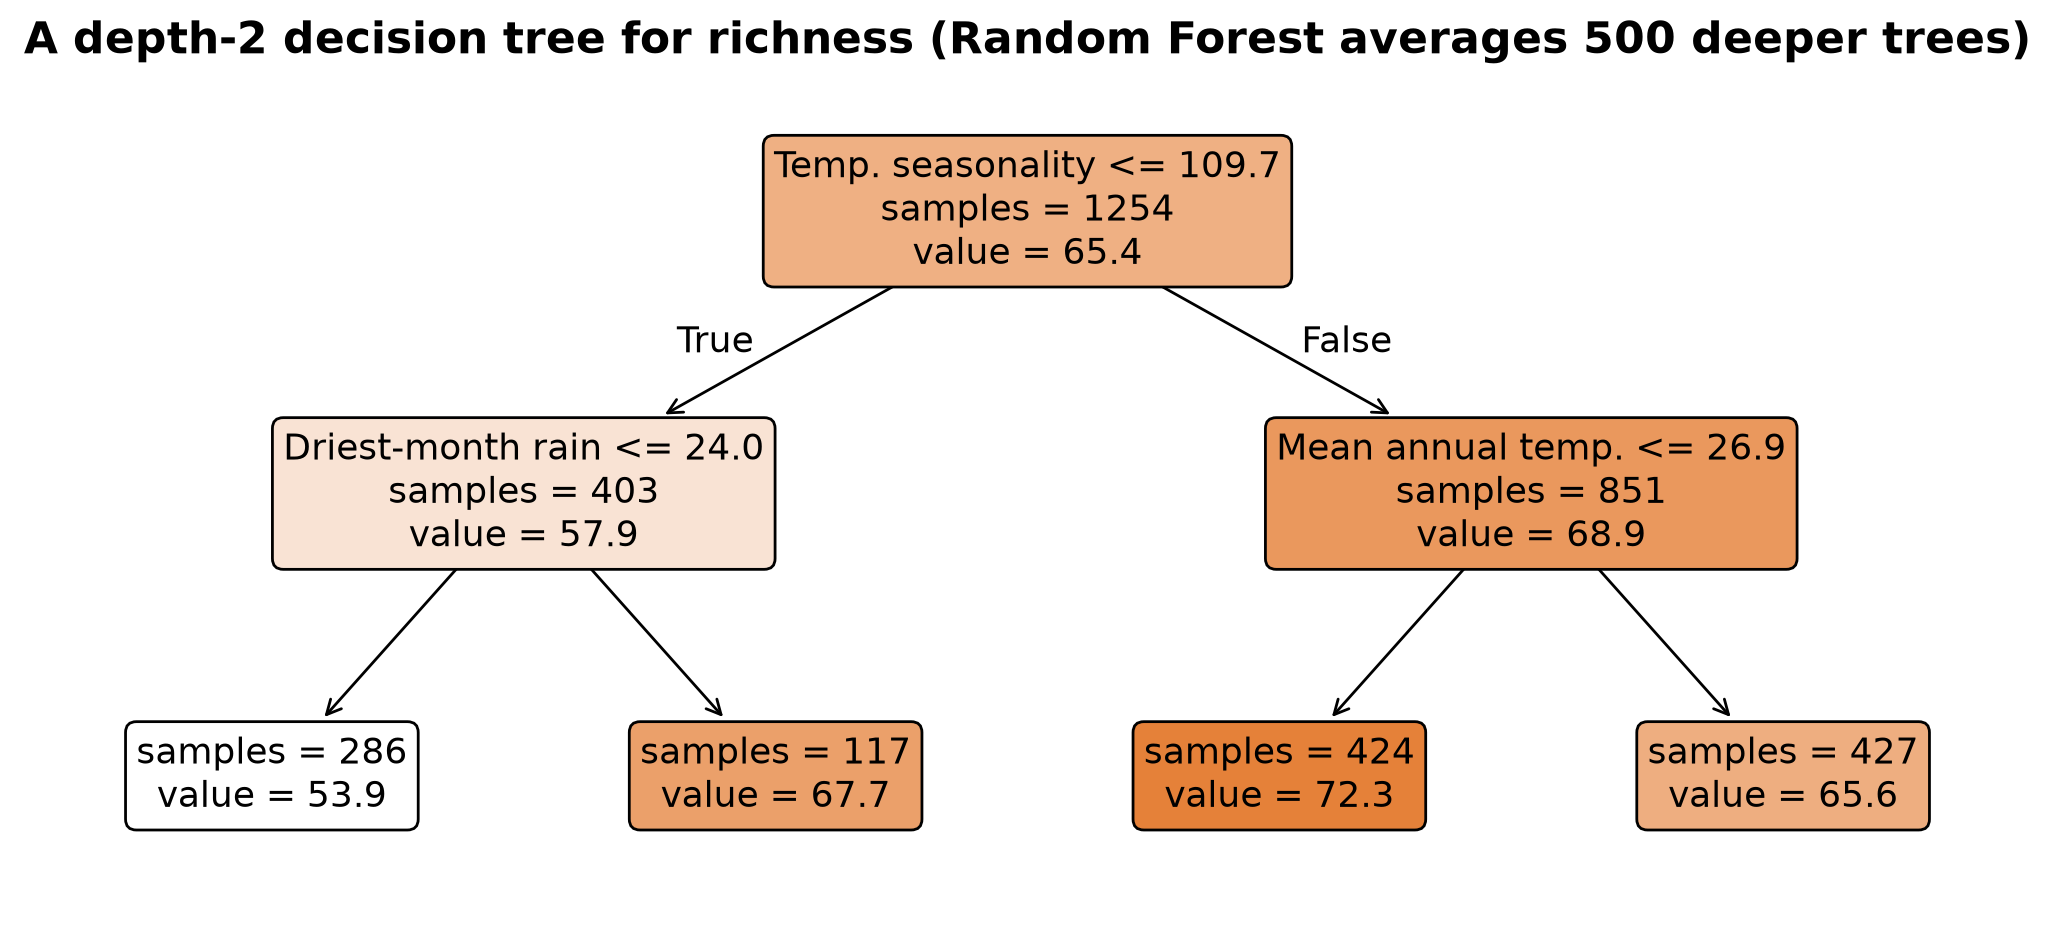 A depth-2 decision tree for richness (Random Forest averages 500 deeper trees)
Temp. seasonality <= 109.7
samples = 1254
value = 65.4
True
False
Driest-month rain <= 24.0
samples = 403
value = 57.9
Mean annual temp. <= 26.9
samples = 851
value = 68.9
samples = 286
value = 53.9
samples = 117
value = 67.7
samples = 424
value = 72.3
samples = 427
value = 65.6